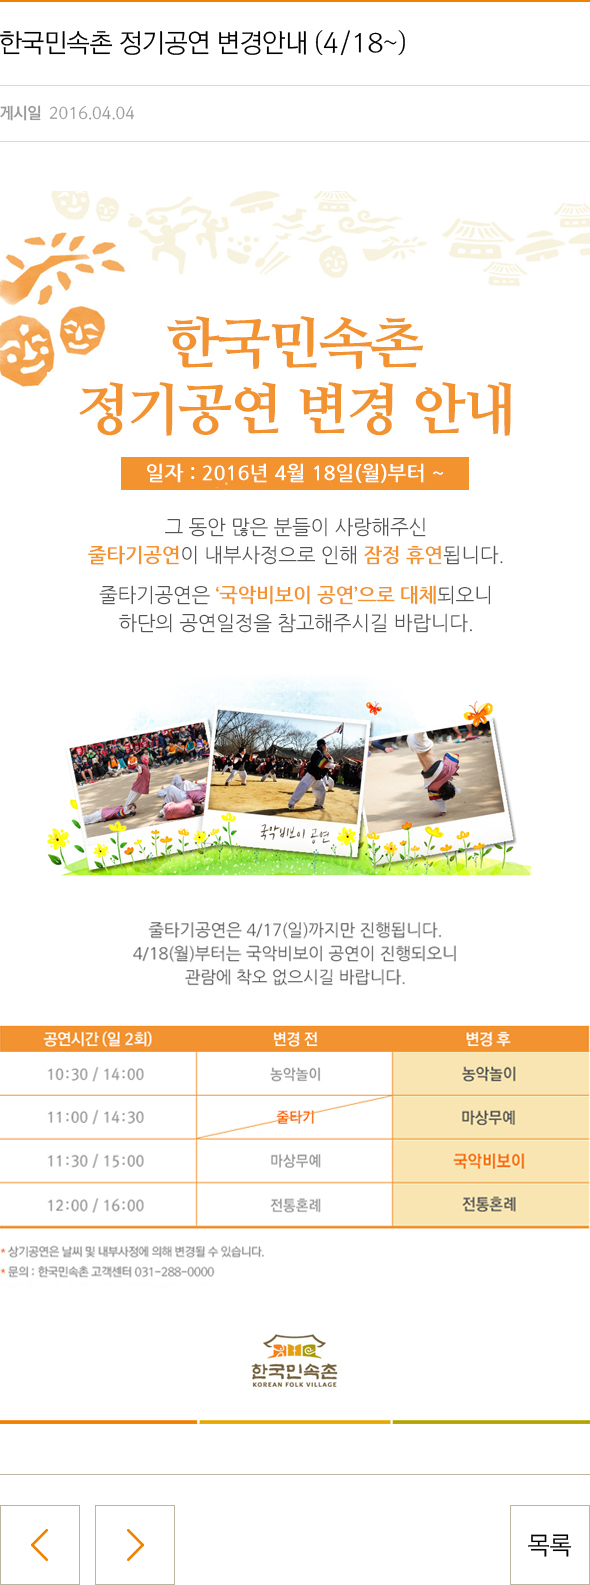 한국민속촌 정기공연 변경안내 (4/18~)
게시일 2016.04.04
한국민속촌
정기공연 변경 안내
일자 : 2016년 4월 18일(월)부터 ~
그 동안 많은 분들이 사랑해주신
줄타기공연이 내부사정으로 인해 잠정 휴연됩니다.
줄타기공연은 ‘국악비보이 공연’으로 대체되오니
하단의 공연일정을 참고해주시길 바랍니다.
국악비보이 공연
줄타기공연은 4/17(일)까지만 진행됩니다.
4/18(월)부터는 국악비보이 공연이 진행되오니
관람에 착오 없으시길 바랍니다.
공연시간 (일 2회) 변경 전 변경 후
10:30 / 14:00 농악놀이 농악놀이
11:00 / 14:30 줄타기 마상무예
11:30 / 15:00 마상무예 국악비보이
12:00 / 16:00 전통혼례 전통혼례
* 상기공연은 날씨 및 내부사정에 의해 변경될 수 있습니다.
* 문의 : 한국민속촌 고객센터 031-288-0000
한국민속촌
KOREAN FOLK VILLAGE
목록